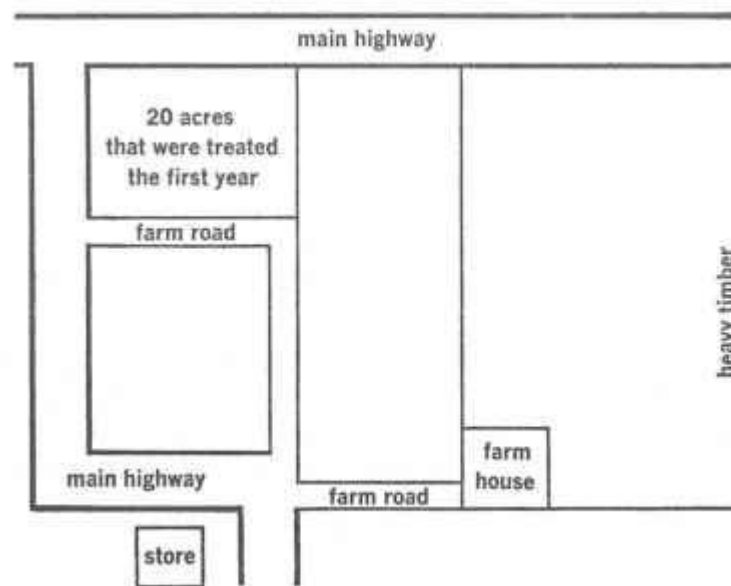 main highway
20 acres
that were treated
the first year
farm road
heavy timber
farm
house
main highway
farm road
store